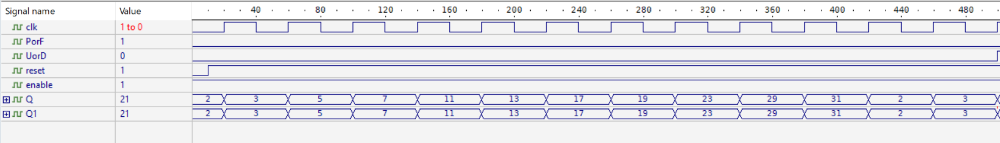 Signal name Value 40 80 120 160 200 240 280 320 360 400 440 480
clk 1 to 0
PorF 1
UorD 0
reset 1
enable 1
Q 21 2 3 5 7 11 13 17 19 23 29 31 2 3
Q1 21 2 3 5 7 11 13 17 19 23 29 31 2 3